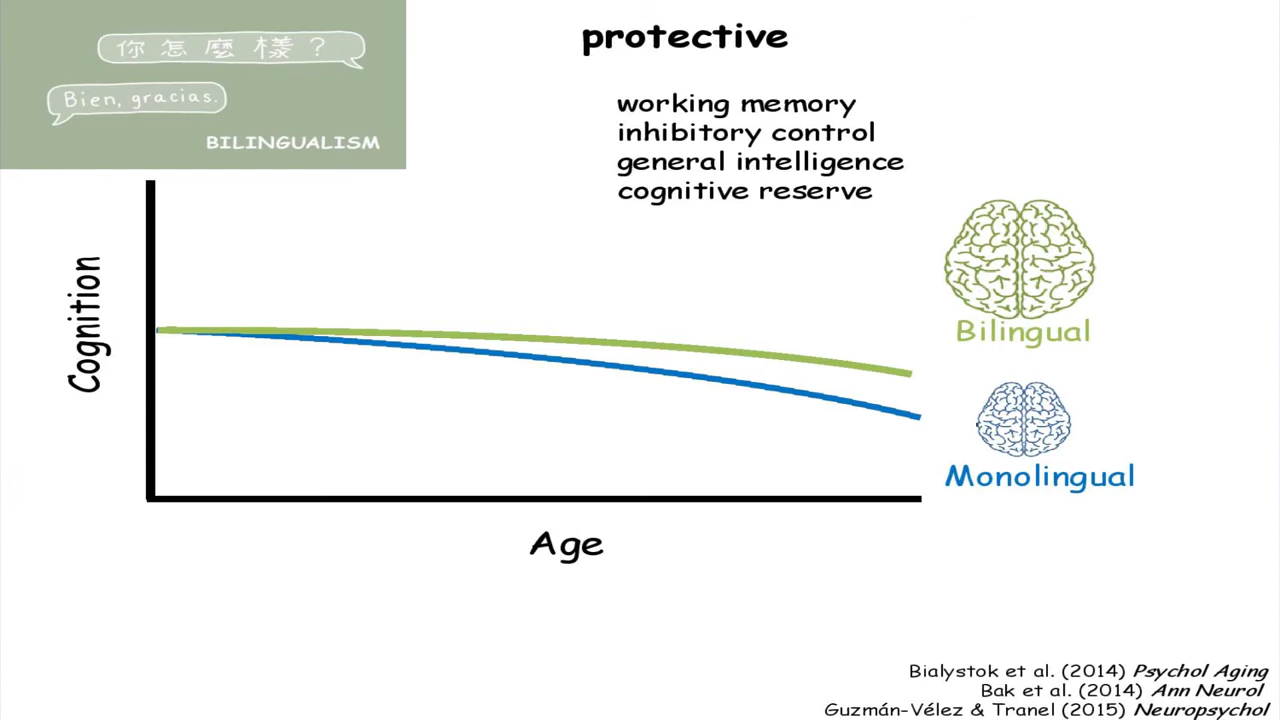 你怎麼樣？
Bien, gracias.
BILINGUALISM
protective
working memory
inhibitory control
general intelligence
cognitive reserve
Cognition
Bilingual
Monolingual
Age
Bialystok et al. (2014) Psychol Aging
Bak et al. (2014) Ann Neurol
Guzmán-Vélez & Tranel (2015) Neuropsychol